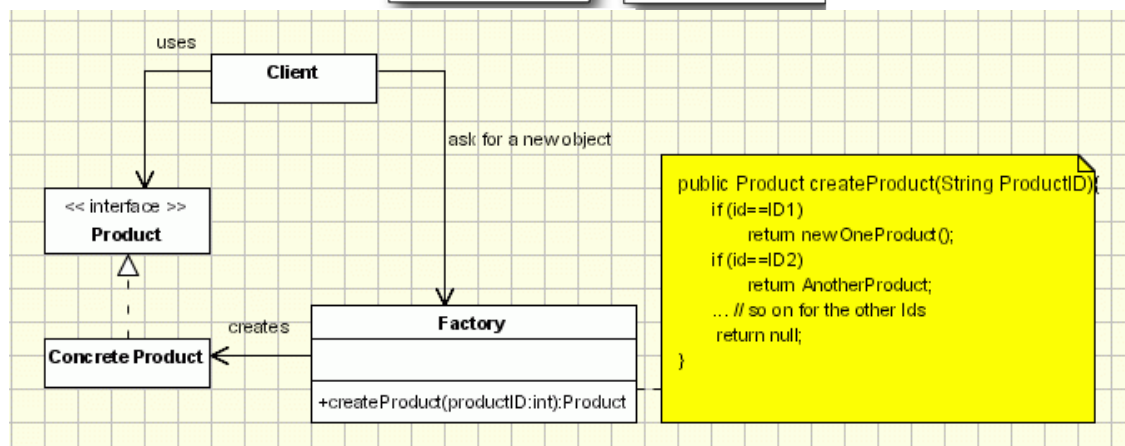 uses
Client
ask for a new object
<< interface >>
Product
creates
Concrete Product
Factory
+createProduct(productID:int):Product
public Product createProduct(String ProductID){
if (id==ID1)
return new OneProduct();
if (id==ID2)
return AnotherProduct;
... // so on for the other Ids
return null;
}